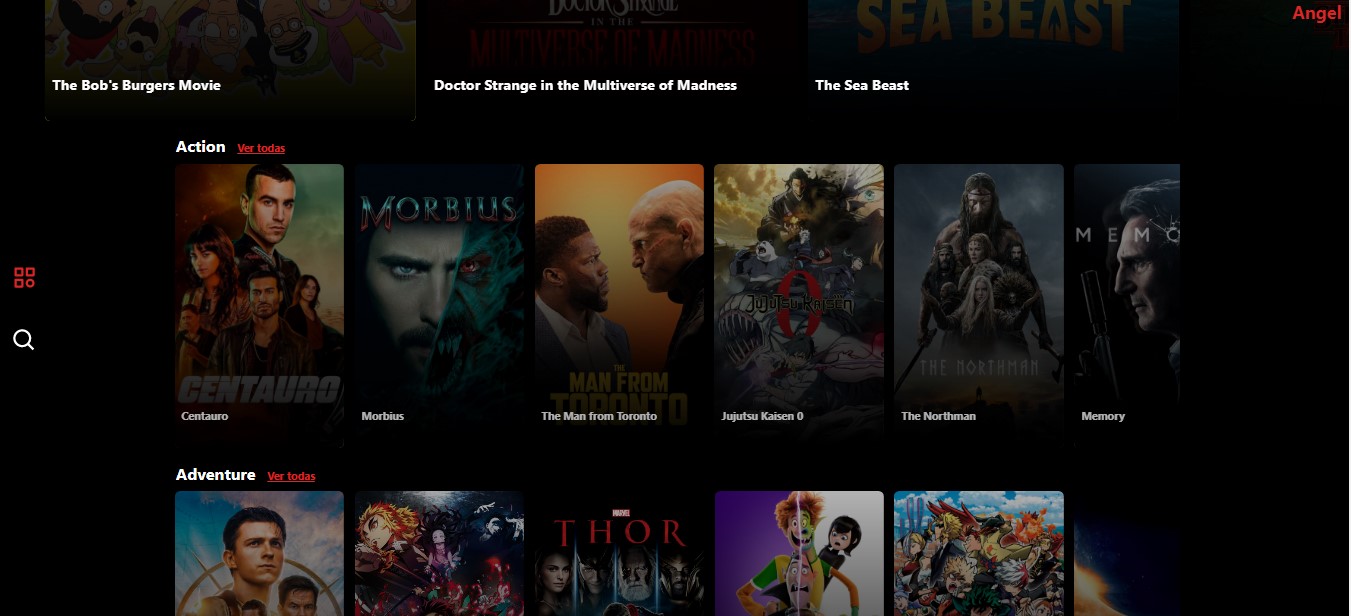 Angel
DOCTOR STRANGE
IN THE
MULTIVERSE OF MADNESS
SEA BEAST
The Bob's Burgers Movie
Doctor Strange in the Multiverse of Madness
The Sea Beast
Action Ver todas
MORBIUS
MEMO
JUJUTSU KAISEN
0
THE NORTHMAN
CENTAURO
THE
MAN FROM
TORONTO
Centauro
Morbius
The Man from Toronto
Jujutsu Kaisen 0
The Northman
Memory
Adventure Ver todas
MARVEL
THOR